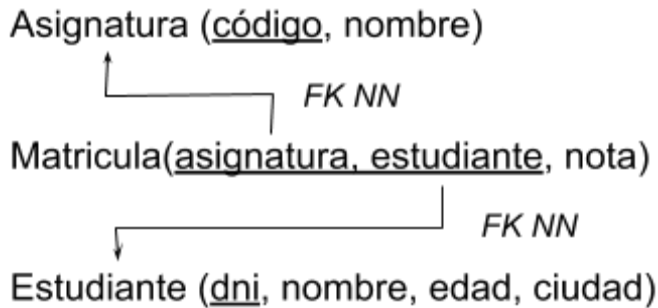 Asignatura (código, nombre)
FK NN
Matricula(asignatura, estudiante, nota)
FK NN
Estudiante (dni, nombre, edad, ciudad)